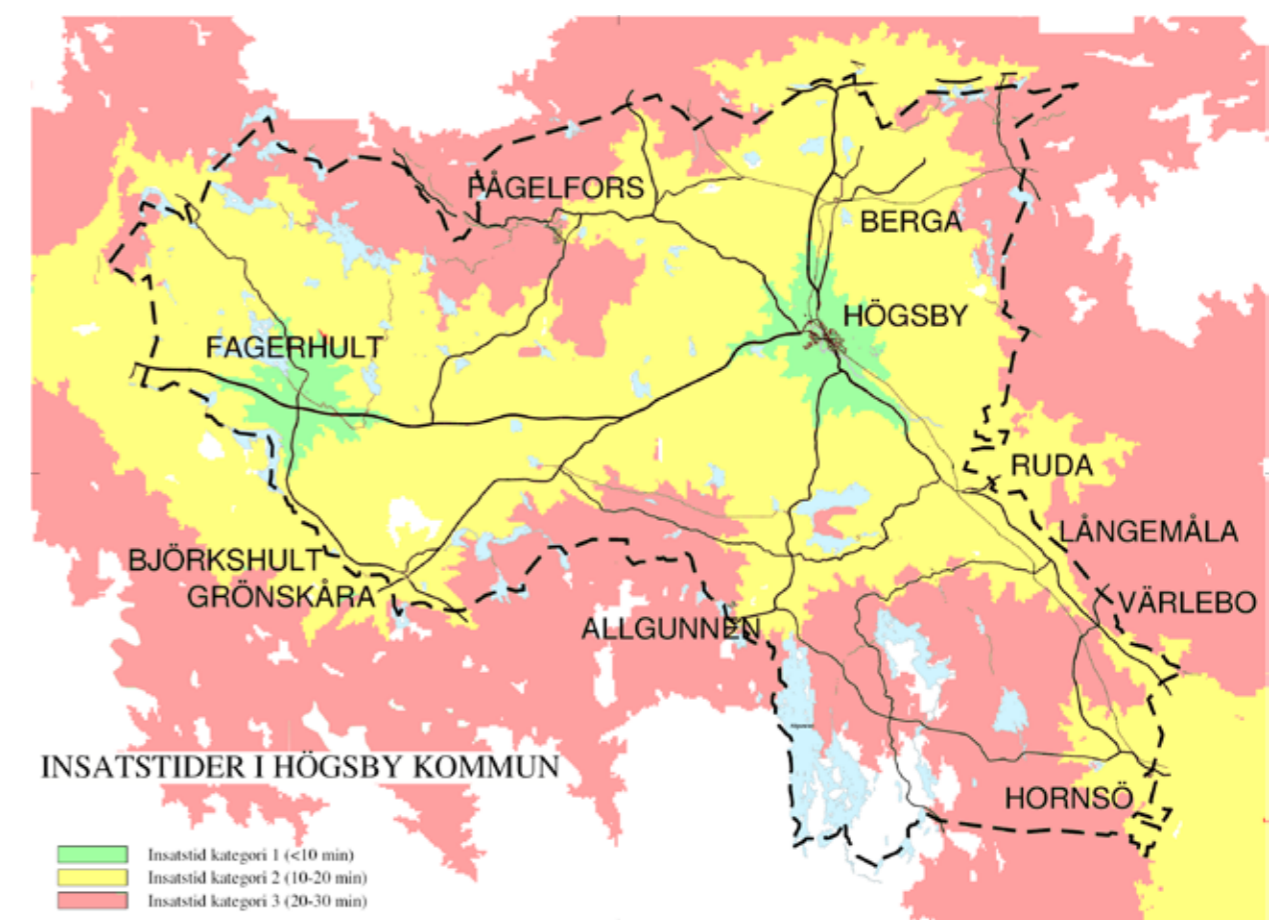 FÅGELFORS
BERGA
HÖGSBY
FAGERHULT
RUDA
LÅNGEMÅLA
BJÖRKSHULT
GRÖNSKÅRA
VÄRLEBO
ALLGUNNEN
INSATSTIDER I HÖGSBY KOMMUN
HORNSÖ
Insatstid kategori 1 (<10 min)
Insatstid kategori 2 (10-20 min)
Insatstid kategori 3 (20-30 min)